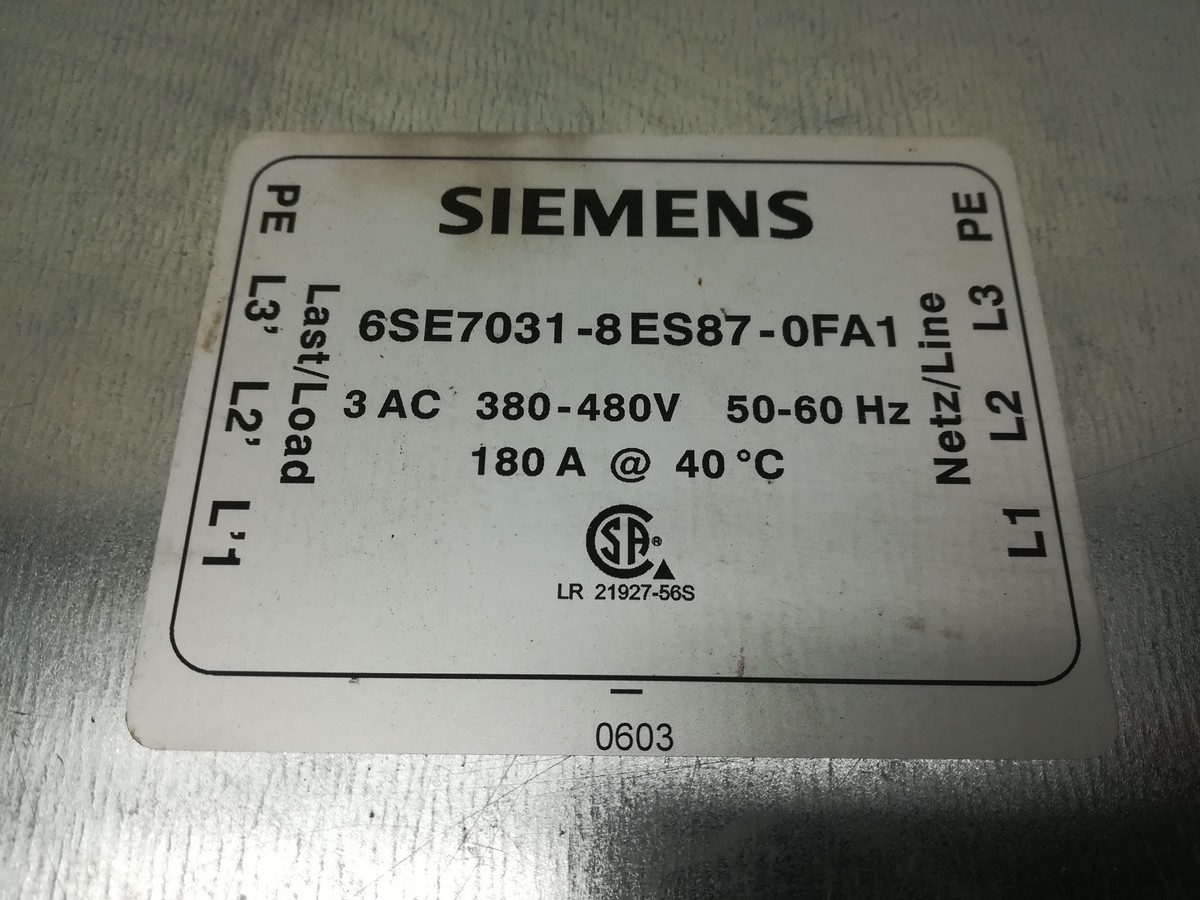 SIEMENS
6SE7031-8ES87-0FA1
3 AC 380-480V 50-60 Hz
180 A @ 40 °C
CSA®
LR 21927-56S
PE
L3'
L2'
L'1
Last/Load
Netz/Line
PE
L3
L2
L1
0603